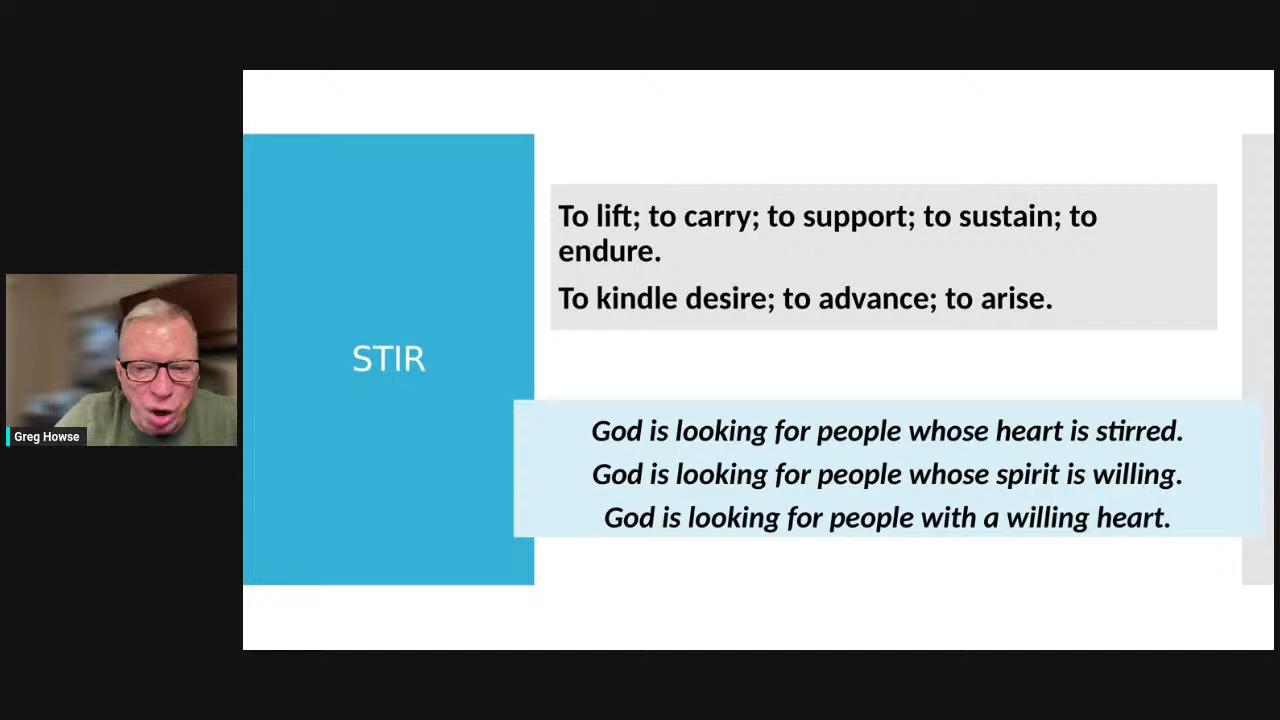 STIR
To lift; to carry; to support; to sustain; to
endure.
To kindle desire; to advance; to arise.
God is looking for people whose heart is stirred.
God is looking for people whose spirit is willing.
God is looking for people with a willing heart.
Greg Howse